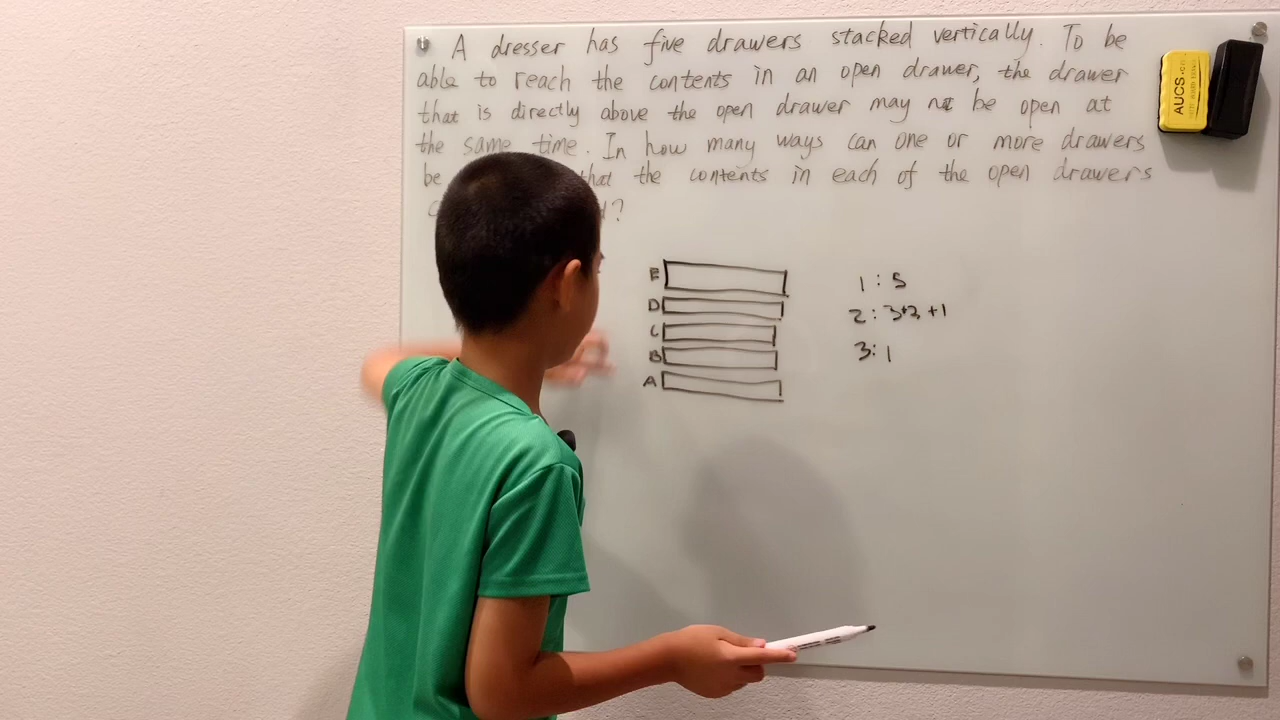 A dresser has five drawers stacked vertically. To be
able to reach the contents in an open drawer, the drawer
that is directly above the open drawer may not be open at
the same time. In how many ways can one or more drawers
be that the contents in each of the open drawers
?
E
D
C
B
A
1 : 5
2 : 3+2 +1
3 : 1
AUCS